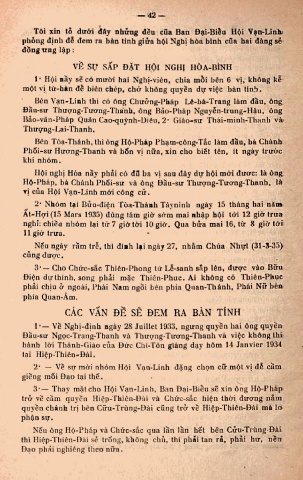 — 42 —
Tôi xin tỏ dưới đây những đều của Ban Đại-Biểu Hội Vạn-Linh
phỏng định để đem ra bàn tính giữa hội Nghị hòa bình của hai đảng sẽ
đồng ưng lập:
VỀ SỰ SẮP ĐẶT HỘI NGHỊ HÒA-BÌNH
1· Hội nầy sẽ có mười hai Nghị-viên, chia mỗi bên 6 vị, không kể
một vị từ-hàn để biên chép, chớ không quyền dự việc bàn tính.
Bên Vạn-Linh thì có ông Chưởng-Pháp Lê-bá-Trang làm đầu, ông
Đầu-Sư Thượng-Tương-Thanh, ông Bảo-Pháp Nguyễn-trung-Hậu, ông
Bảo-văn-Pháp Quân Cao-quỳnh-Diêu, 2· Giáo-sư Thái-minh-Thanh và
Thượng-Lai-Thanh.
Bên Tòa-Thánh, thì ông Hộ-Pháp Phạm-công-Tắc làm đầu, bà Chánh
Phối-sư Hương-Thanh và bốn vị nữa, xin cho biết tên, ít ngày trước
khi nhóm.
Hội nghị Hòa nầy phải có đủ ba vị sau đây dự hội mới được: là ông
Hộ-Pháp, bà Chánh Phối-sư và ông Đầu-sư Thượng-Tương-Thanh, là
vị của Hội Vạn-Linh mới công cử.
2· Nhóm tại Bửu-điện Tòa-Thánh Tâyninh ngày 15 tháng hai năm
Ất-Hợi (15 Mars 1935) đúng tám giờ sớm mai nhập hội tới 12 giờ trưa
nghỉ: chiều nhóm lại từ 7 giờ tới 10 giờ. Qua bửa mai 16, từ 8 giờ tới
11 giờ trưa.
Nếu ngày rằm trễ, thì đình lại ngày 27, nhằm Chúa Nhựt (31-3-35)
cũng được.
3·— Cho Chức-sắc Thiên-Phong từ Lễ-sanh sắp lên, được vào Bửu
Điện dự thính, song phải mặc Thiên-Phục. Ai không có Thiên-Phục
phải chịu ở ngoài, Phái Nam ngồi bên phía Quan-Thánh, Phái Nữ bên
phía Quan-Âm.
CÁC VẤN ĐỀ SẼ ĐEM RA BÀN TÍNH
1·— Về Nghị-định ngày 28 Juillet 1933, ngưng quyền hai ông quyền
Đầu-sư Ngọc-Trang-Thanh và Thượng-Tương-Thanh và việc không thi
hành lời Thánh-Giáo của Đức Chí-Tôn giáng dạy hôm 14 Janvier 1934
tại Hiệp-Thiên-Đài.
2· — Về sự mời nhóm Hội Vạn-Linh đặng chọn cử một vị để cầm
giềng mối Đạo tại thế.
3·— Thay mặt cho Hội Vạn-Linh, Ban Đại-Biểu sẽ xin ông Hộ-Pháp
trở về cầm quyền Hiệp-Thiên-Đài và Chức-sắc hiện thời đương nắm
quyền chánh trị bên Cửu-Trùng-Đài cũng trở về Hiệp-Thiên-Đài mà lo
phận sự.
Nếu ông Hộ-Pháp và Chức-sắc qua lần lần hết bên Cửu-Trùng-Đài
thì Hiệp-Thiên-Đài sẽ trống, không chủ, thì phải tan rả, phải hư, nền
Đạo phải nghiêng theo nữa.